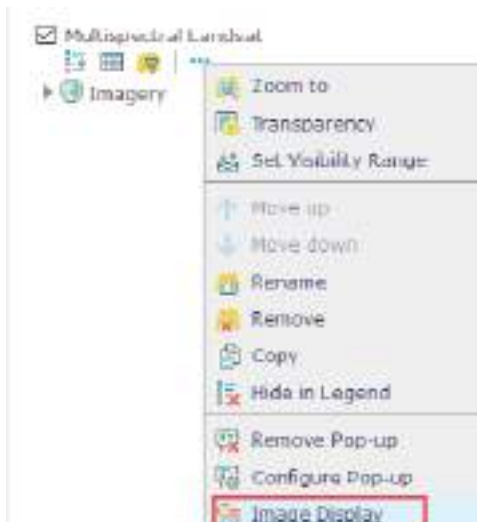 Multispectral Landsat
Imagery
Zoom to
Transparency
Set Visibility Range
Move up
Move down
Rename
Remove
Copy
Hide in Legend
Remove Pop-up
Configure Pop-up
Image Display